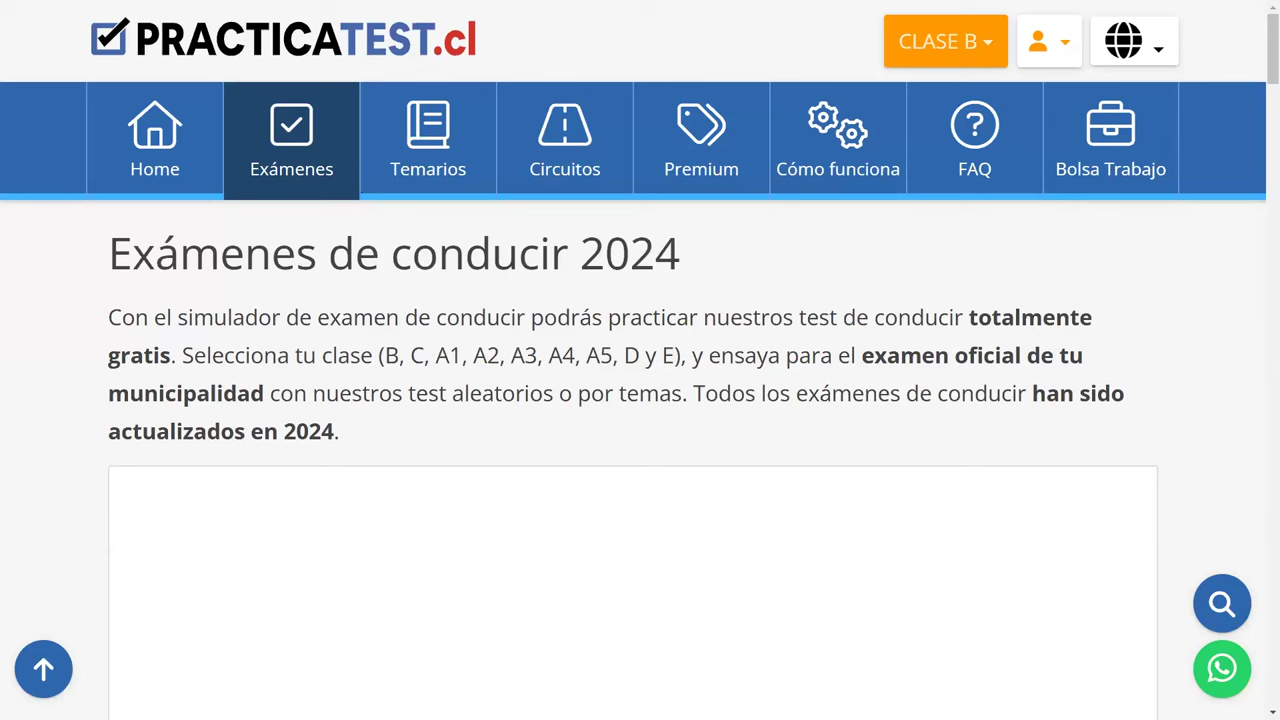 PRACTICATEST.cl
CLASE B
Home
Exámenes
Temarios
Circuitos
Premium
Cómo funciona
FAQ
Bolsa Trabajo
Exámenes de conducir 2024
Con el simulador de examen de conducir podrás practicar nuestros test de conducir totalmente
gratis. Selecciona tu clase (B, C, A1, A2, A3, A4, A5, D y E), y ensaya para el examen oficial de tu
municipalidad con nuestros test aleatorios o por temas. Todos los exámenes de conducir han sido
actualizados en 2024.